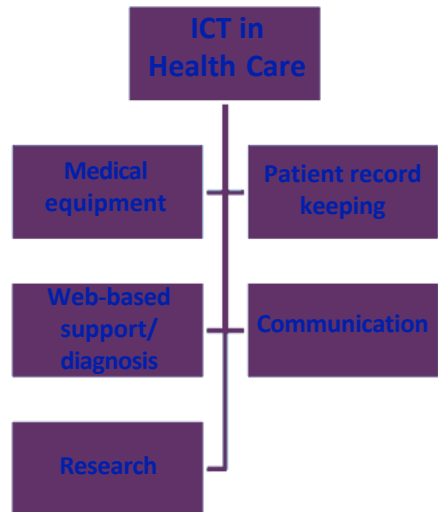 ICT in
Health Care
Medical
equipment
Patient record
keeping
Web-based
support/
diagnosis
Communication
Research